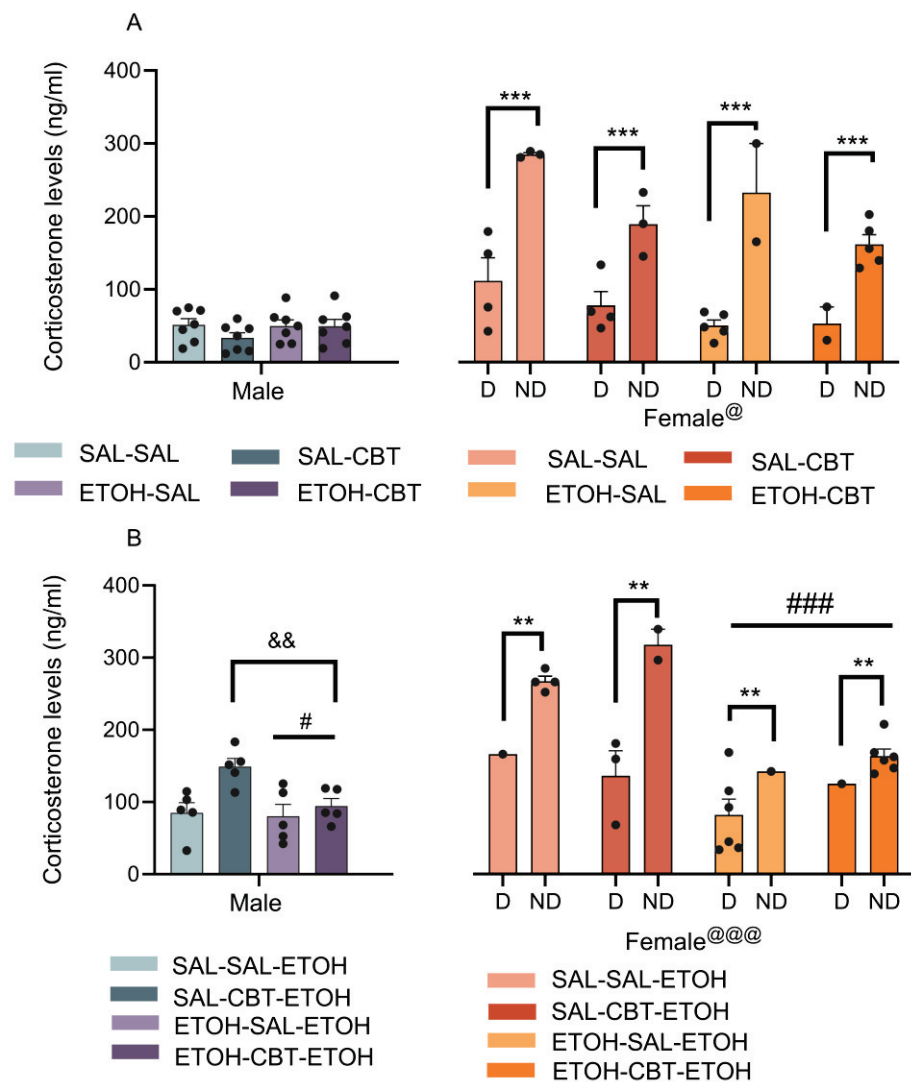 A
Corticosterone levels (ng/ml)
400
300
200
100
0
Male
*** *** *** ***
D ND D ND D ND D ND
Female@
SAL-SAL SAL-CBT
ETOH-SAL ETOH-CBT
SAL-SAL SAL-CBT
ETOH-SAL ETOH-CBT
B
Corticosterone levels (ng/ml)
400
300
200
100
0
&&
#
Male
** ** ** **
###
D ND D ND D ND D ND
Female@@@
SAL-SAL-ETOH
SAL-CBT-ETOH
ETOH-SAL-ETOH
ETOH-CBT-ETOH
SAL-SAL-ETOH
SAL-CBT-ETOH
ETOH-SAL-ETOH
ETOH-CBT-ETOH